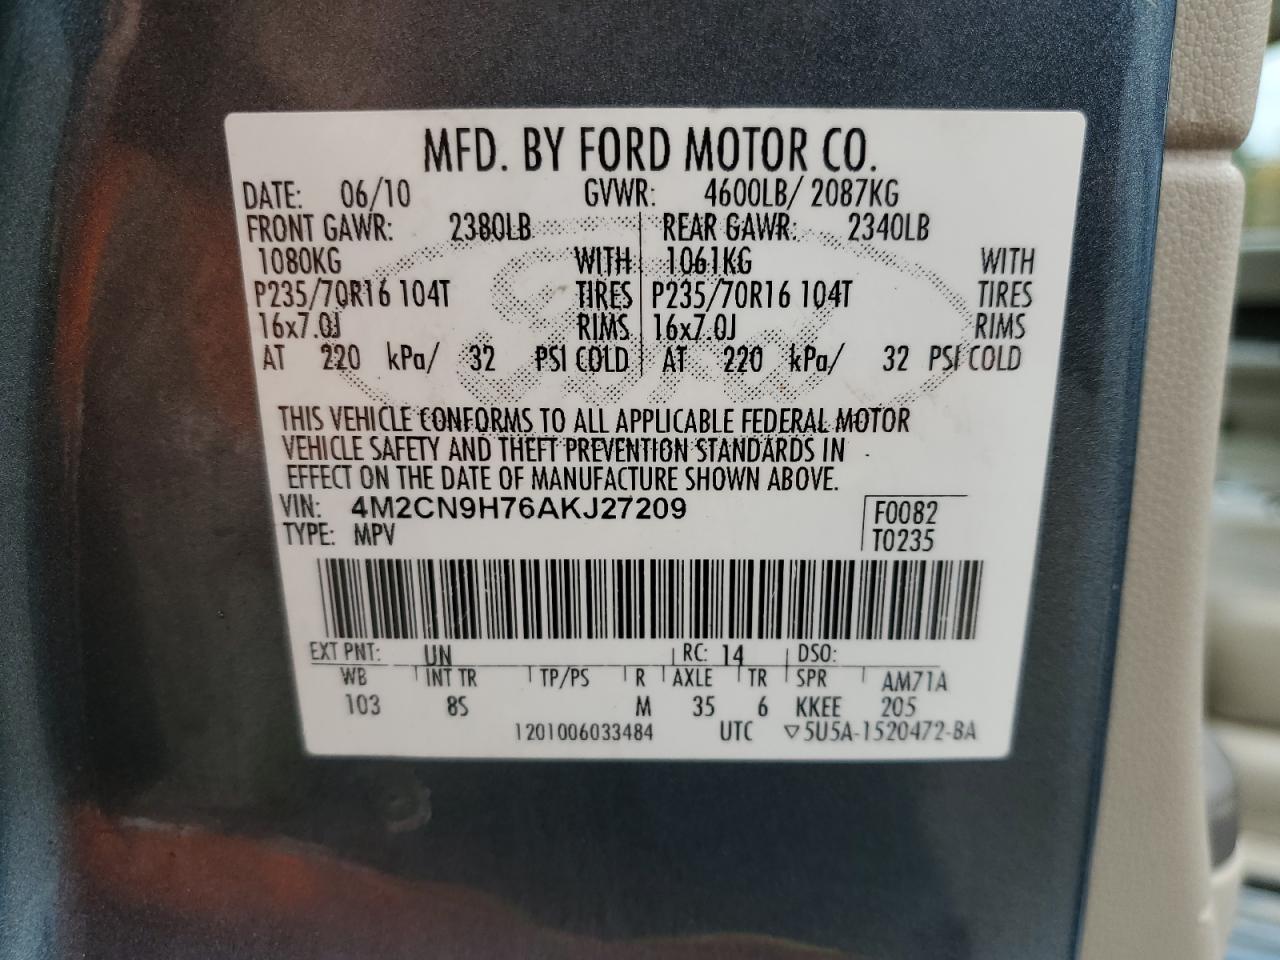 MFD. BY FORD MOTOR CO.
DATE: 06/10 GVWR: 4600LB/ 2087KG
FRONT GAWR: 2380LB REAR GAWR: 2340LB
1080KG WITH 1061KG WITH
P235/70R16 104T TIRES P235/70R16 104T TIRES
16x7.0J RIMS 16x7.0J RIMS
AT 220 kPa/ 32 PSI COLD AT 220 kPa/ 32 PSI COLD
THIS VEHICLE CONFORMS TO ALL APPLICABLE FEDERAL MOTOR
VEHICLE SAFETY AND THEFT PREVENTION STANDARDS IN
EFFECT ON THE DATE OF MANUFACTURE SHOWN ABOVE.
VIN: 4M2CN9H76AKJ27209 F0082
TYPE: MPV T0235
EXT PNT: UN RC: 14 DSO:
WB INT TR TP/PS R AXLE TR SPR AM71A
103 8S M 35 6 KKEE 205
1201006033484 UTC ▽5U5A-1520472-BA